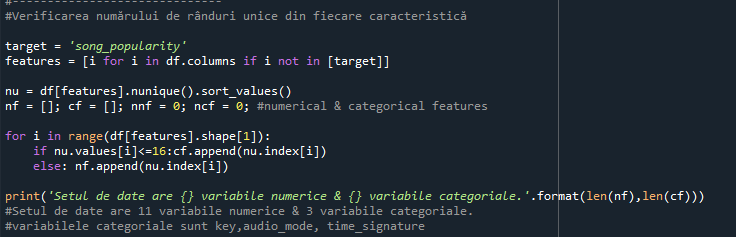 #------------------------------
#Verificarea numărului de rânduri unice din fiecare caracteristică
target = 'song_popularity'
features = [i for i in df.columns if i not in [target]]
nu = df[features].nunique().sort_values()
nf = []; cf = []; nnf = 0; ncf = 0; #numerical & categorical features
for i in range(df[features].shape[1]):
    if nu.values[i]<=16:cf.append(nu.index[i])
    else: nf.append(nu.index[i])
print('Setul de date are {} variabile numerice & {} variabile categoriale.'.format(len(nf),len(cf)))
#Setul de date are 11 variabile numerice & 3 variabile categoriale.
#variabilele categoriale sunt key,audio_mode, time_signature